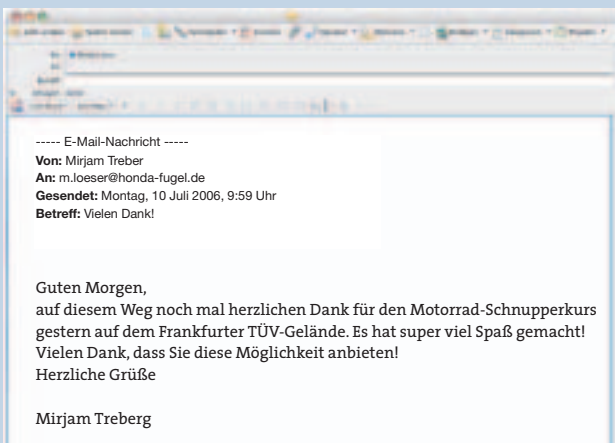 ----- E-Mail-Nachricht -----
Von: Mirjam Treber
An: m.loeser@honda-fugel.de
Gesendet: Montag, 10 Juli 2006, 9:59 Uhr
Betreff: Vielen Dank!
Guten Morgen,
auf diesem Weg noch mal herzlichen Dank für den Motorrad-Schnupperkurs
gestern auf dem Frankfurter TÜV-Gelände. Es hat super viel Spaß gemacht!
Vielen Dank, dass Sie diese Möglichkeit anbieten!
Herzliche Grüße
Mirjam Treberg